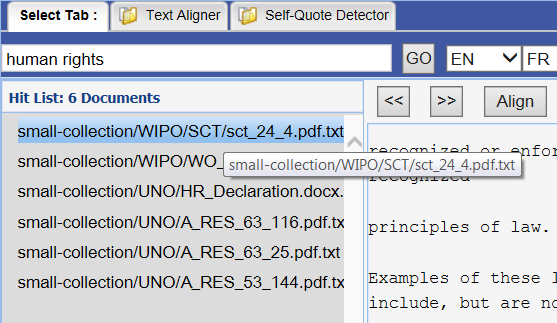 Select Tab :
Text Aligner
Self-Quote Detector
human rights
GO
EN
FR
Hit List: 6 Documents
<<
>>
Align
small-collection/WIPO/SCT/sct_24_4.pdf.txt
small-collection/WIPO/WO_
small-collection/WIPO/SCT/sct_24_4.pdf.txt
small-collection/UNO/HR_Declaration.docx.
small-collection/UNO/A_RES_63_116.pdf.tx
small-collection/UNO/A_RES_63_25.pdf.txt
small-collection/UNO/A_RES_53_144.pdf.tx
recognized or enfor
recognized
principles of law.
Examples of these
include, but are no